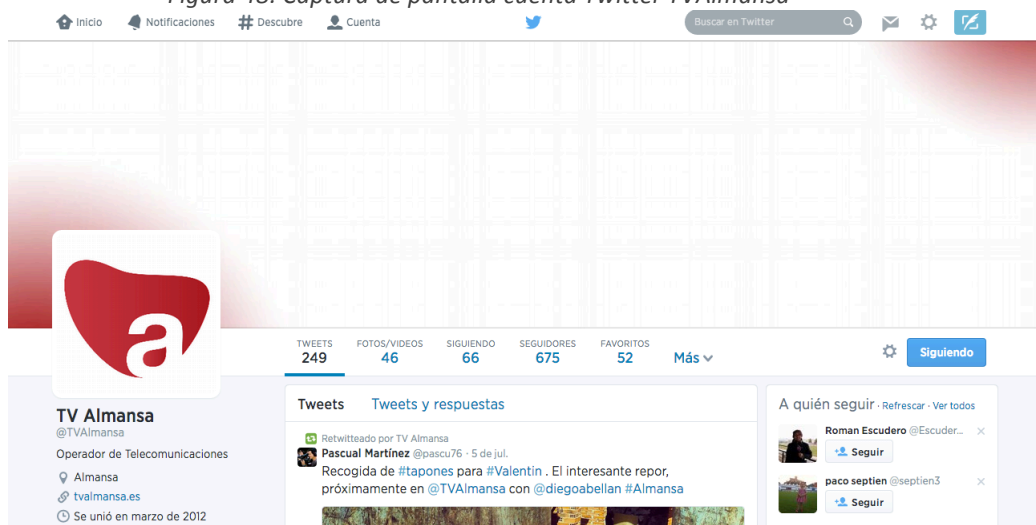 Figura 48. Captura de pantalla cuenta Twitter TVAlmansa
Inicio Notificaciones # Descubre Cuenta Buscar en Twitter
a
TWEETS FOTOS/VIDEOS SIGUIENDO SEGUIDORES FAVORITOS
249 46 66 675 52 Más
Siguiendo
TV Almansa
@TVAlmansa
Operador de Telecomunicaciones
Almansa
tvalmansa.es
Se unió en marzo de 2012
Tweets Tweets y respuestas
Retwitteado por TV Almansa
Pascual Martínez @pascu76 · 5 de jul.
Recogida de #tapones para #Valentin . El interesante repor,
próximamente en @TVAlmansa con @diegoabellan #Almansa
A quién seguir · Refrescar · Ver todos
Roman Escudero @Escuder...
Seguir
paco septien @septien3
Seguir